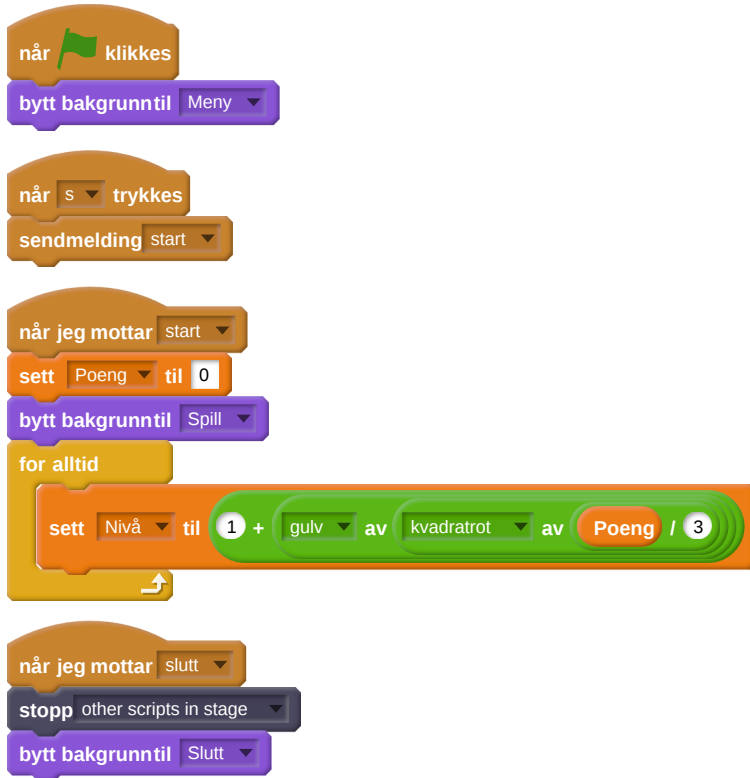 når klikkes
bytt bakgrunn til Meny
når s trykkes
send melding start
når jeg mottar start
sett Poeng til 0
bytt bakgrunn til Spill
for alltid
sett Nivå til 1 + gulv av kvadratrot av Poeng / 3
når jeg mottar slutt
stopp other scripts in stage
bytt bakgrunn til Slutt